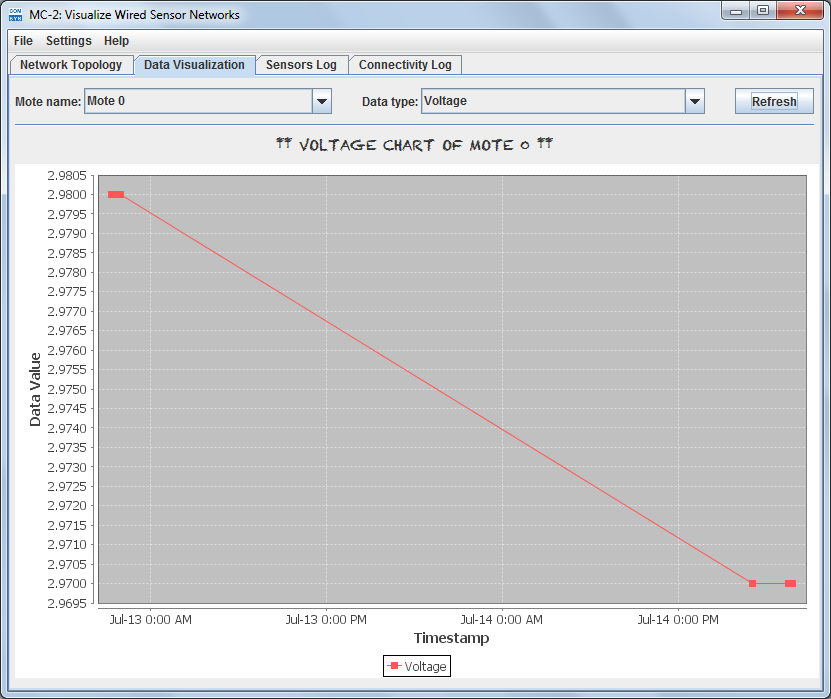 MC-2: Visualize Wired Sensor Networks
File Settings Help
Network Topology Data Visualization Sensors Log Connectivity Log
Mote name: Mote 0 Data type: Voltage Refresh
** VOLTAGE CHART OF MOTE 0 **
2.9805
2.9800
2.9795
2.9790
2.9785
2.9780
2.9775
2.9770
2.9765
2.9760
2.9755
2.9750
2.9745
2.9740
2.9735
2.9730
2.9725
2.9720
2.9715
2.9710
2.9705
2.9700
2.9695
Data Value
Jul-13 0:00 AM Jul-13 0:00 PM Jul-14 0:00 AM Jul-14 0:00 PM
Timestamp
Voltage